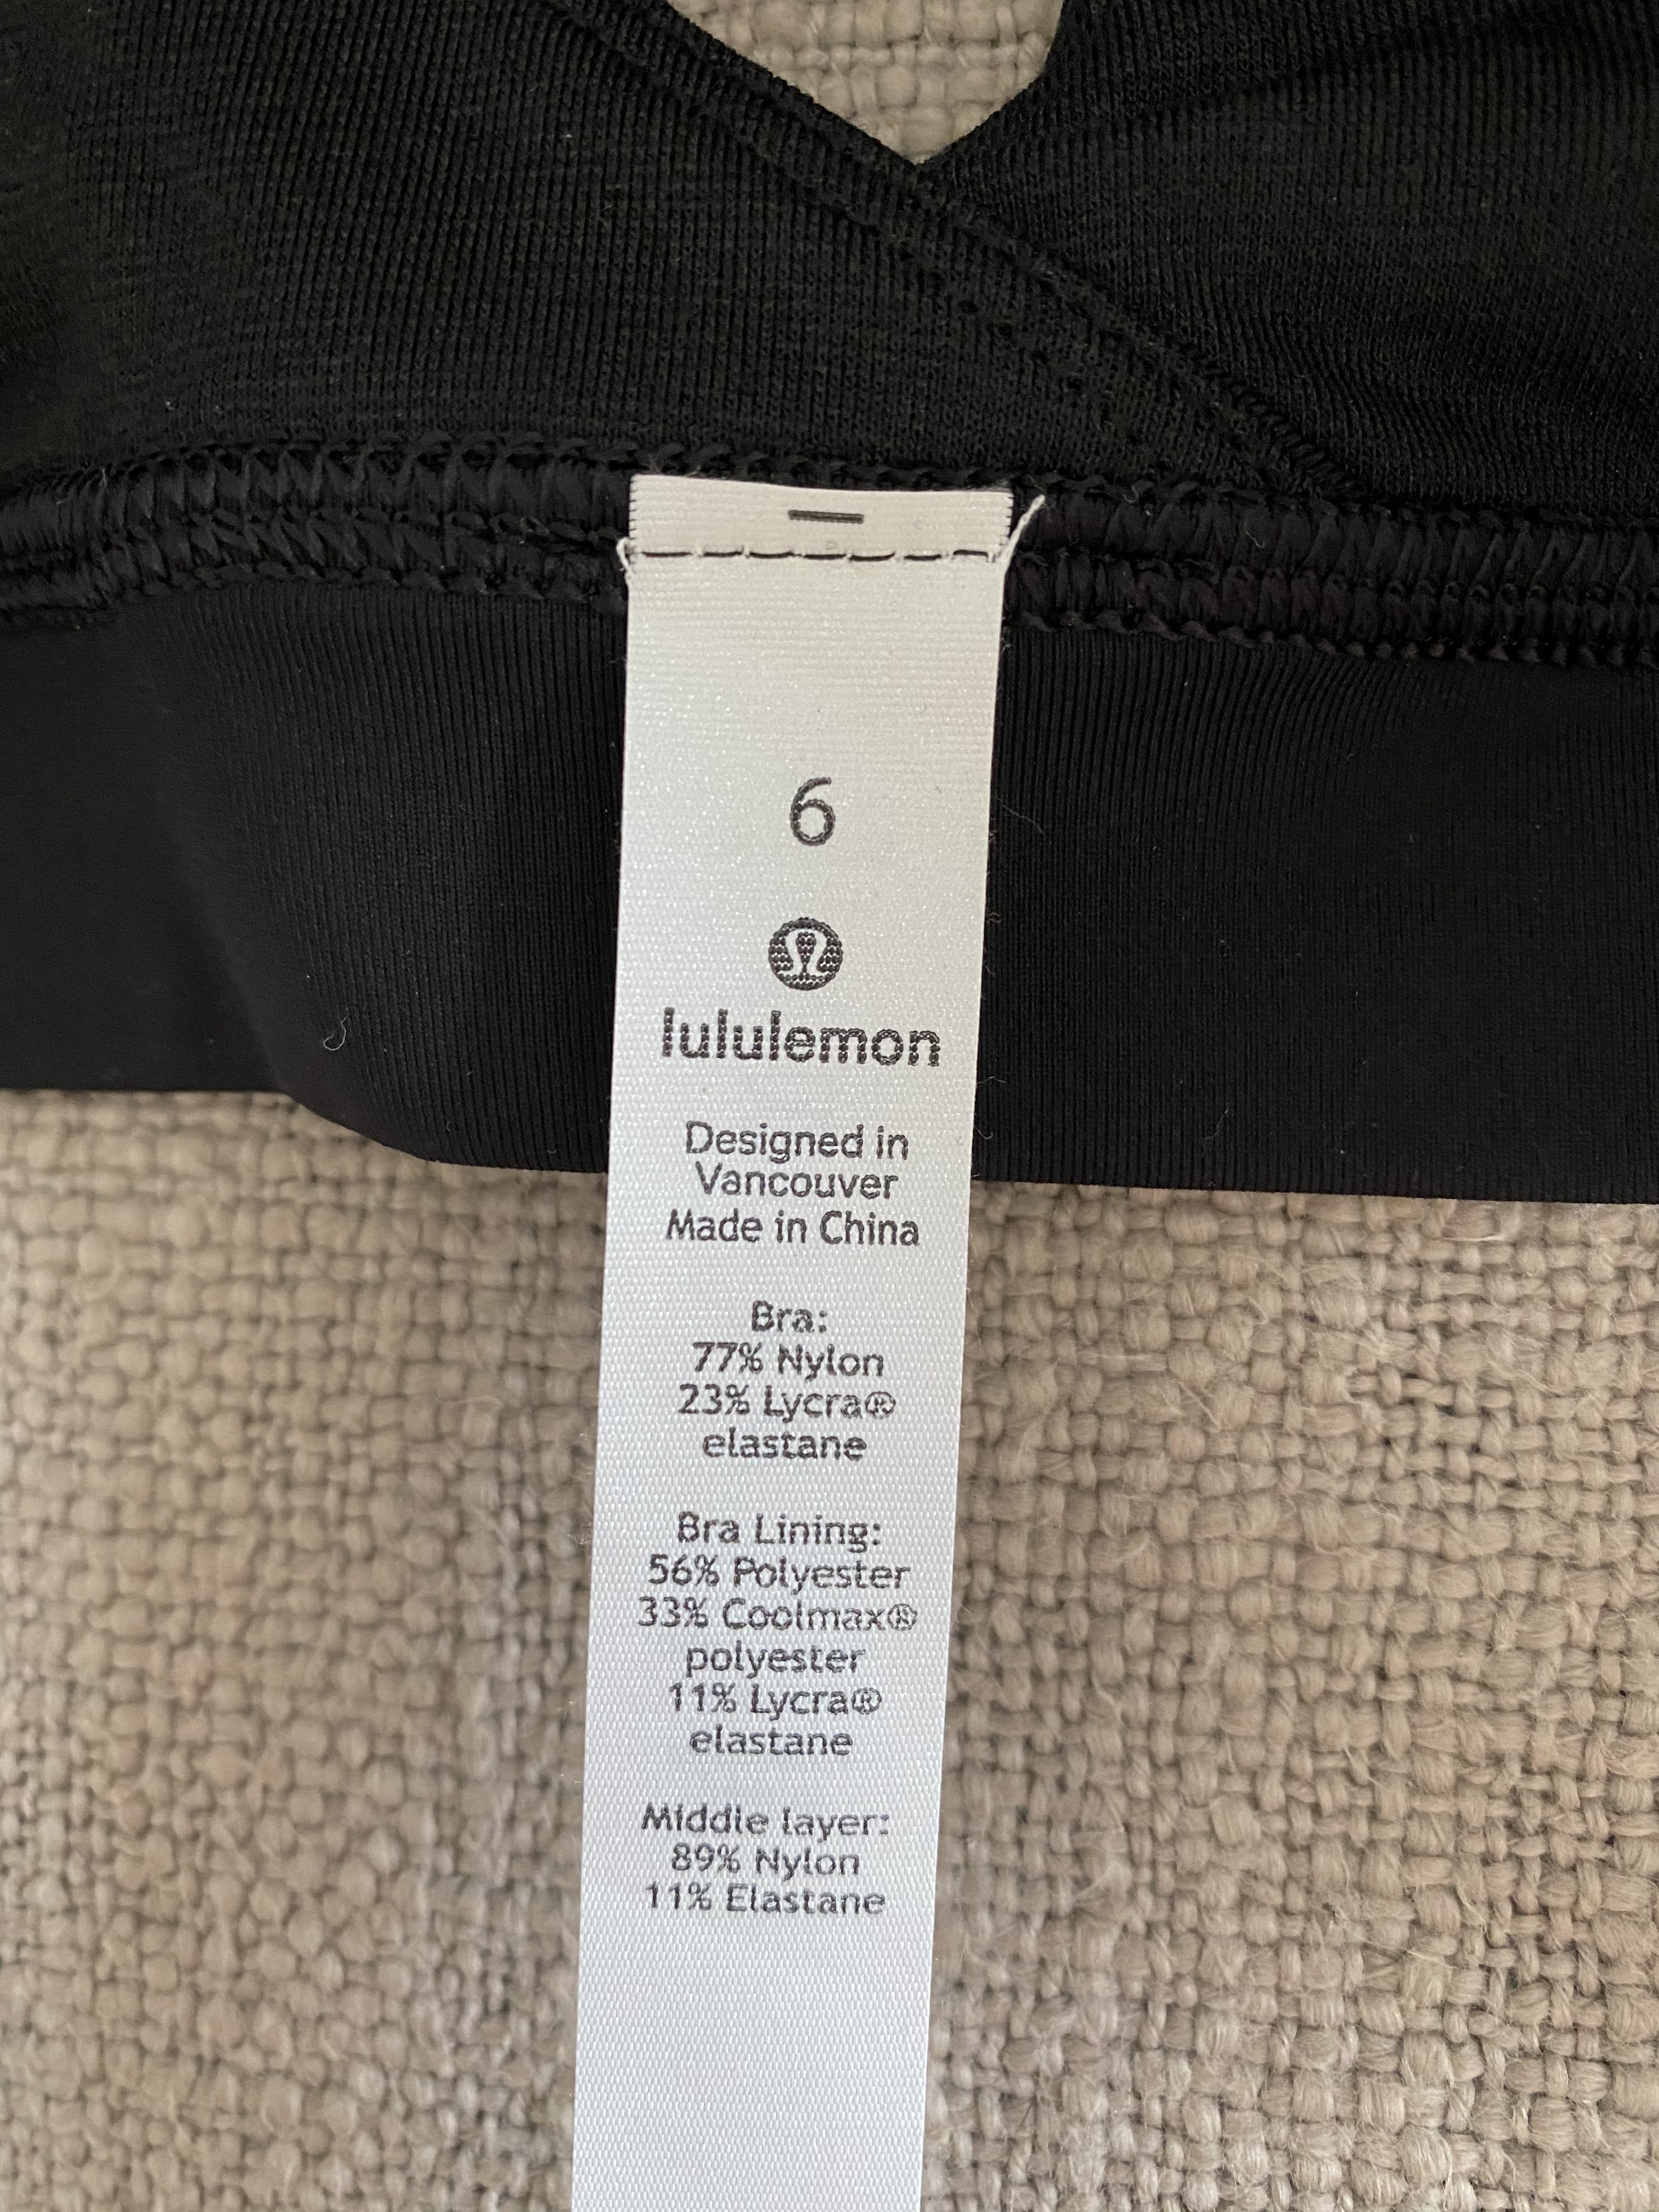 6
lululemon
Designed in
Vancouver
Made in China
Bra:
77% Nylon
23% Lycra®
elastane
Bra Lining:
56% Polyester
33% Coolmax®
polyester
11% Lycra®
elastane
Middle layer:
89% Nylon
11% Elastane